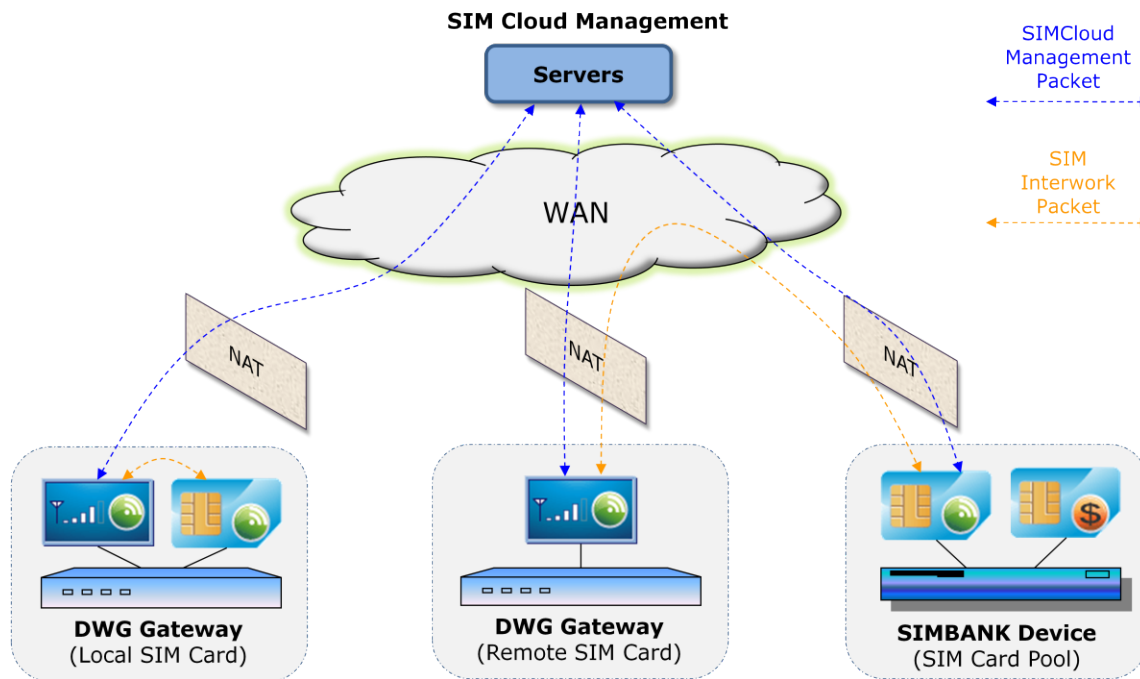 SIM Cloud Management
Servers
SIMCloud
Management
Packet
SIM
Interwork
Packet
WAN
NAT
NAT
NAT
$
DWG Gateway
(Local SIM Card)
DWG Gateway
(Remote SIM Card)
SIMBANK Device
(SIM Card Pool)